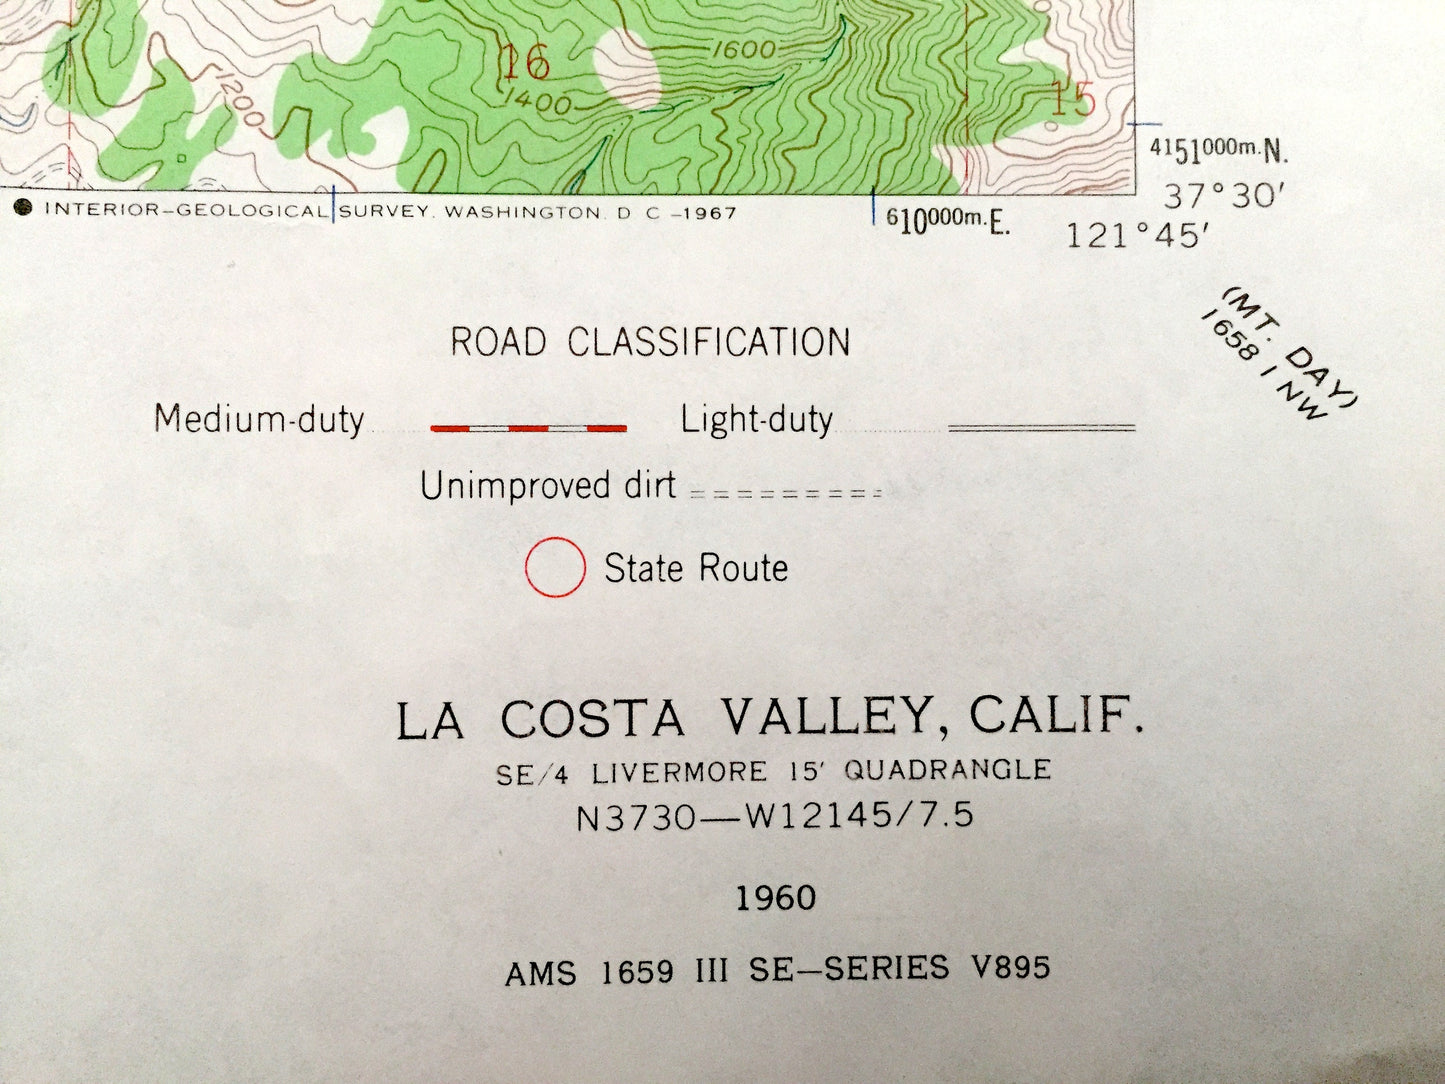 16
1600
1400
1200
15
4151000m.N.
37°30′
● INTERIOR–GEOLOGICAL SURVEY, WASHINGTON, D C –1967
610000m.E.
121°45′
(MT. DAY)
1658 I NW
ROAD CLASSIFICATION
Medium-duty Light-duty
Unimproved dirt
State Route
LA COSTA VALLEY, CALIF.
SE/4 LIVERMORE 15′ QUADRANGLE
N3730—W12145/7.5
1960
AMS 1659 III SE–SERIES V895